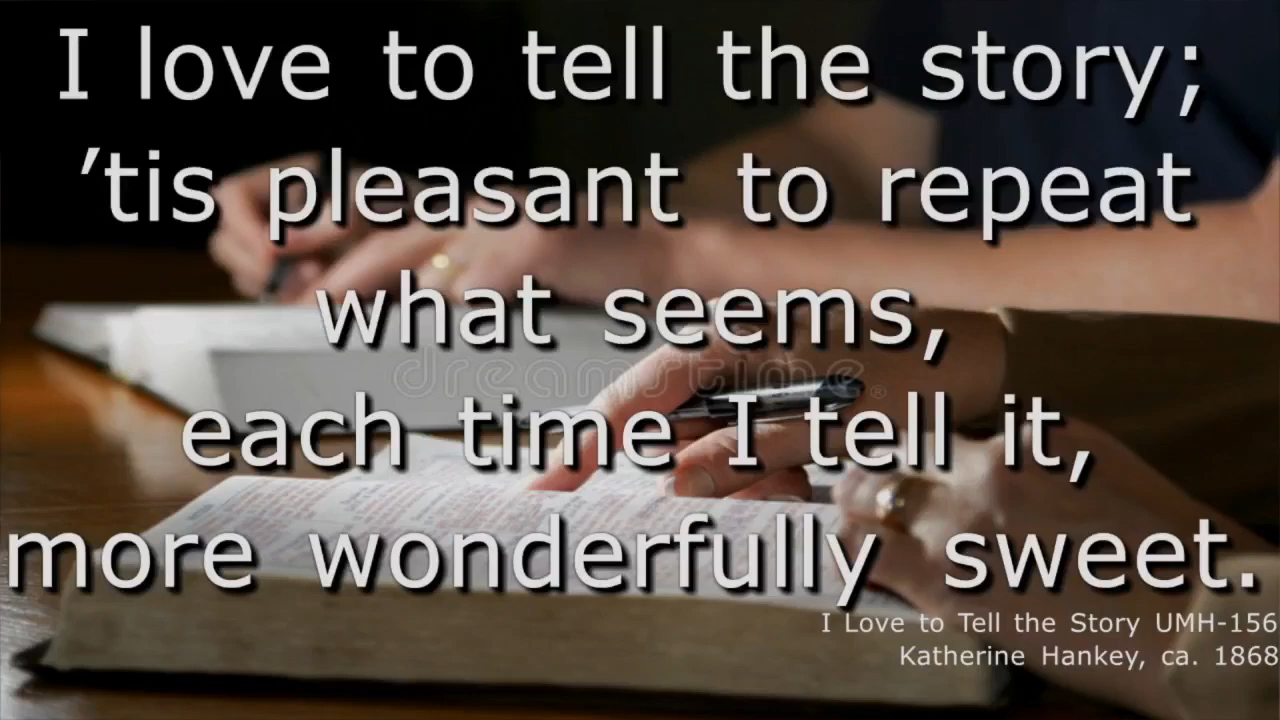 I love to tell the story;
’tis pleasant to repeat
what seems,
dreamstime
each time I tell it,
more wonderfully sweet.
I Love to Tell the Story UMH-156
Katherine Hankey, ca. 1868